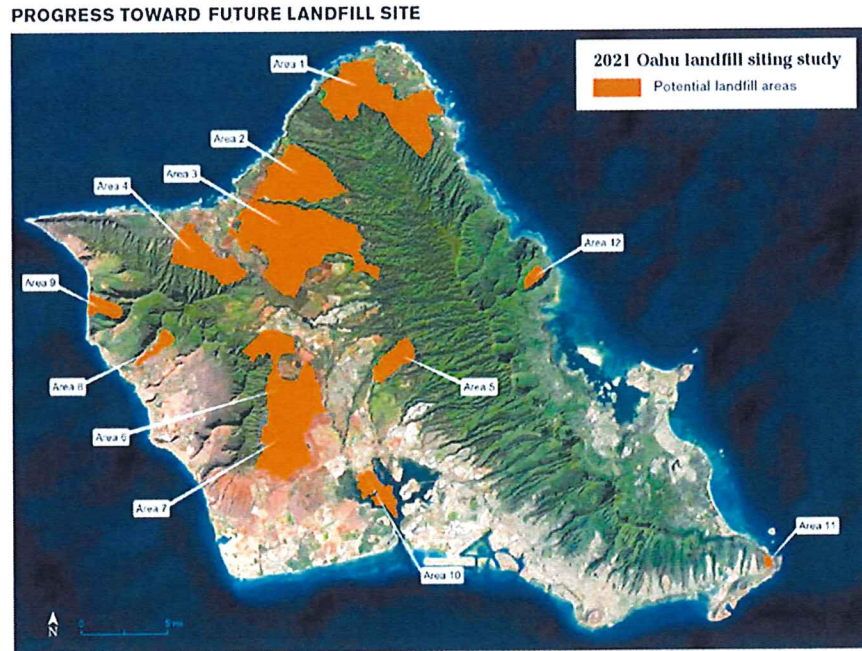 PROGRESS TOWARD FUTURE LANDFILL SITE
2021 Oahu landfill siting study
Potential landfill areas
Area 1
Area 2
Area 3
Area 4
Area 12
Area 9
Area 8
Area 5
Area 6
Area 7
Area 11
Area 10
N
0
5 mi